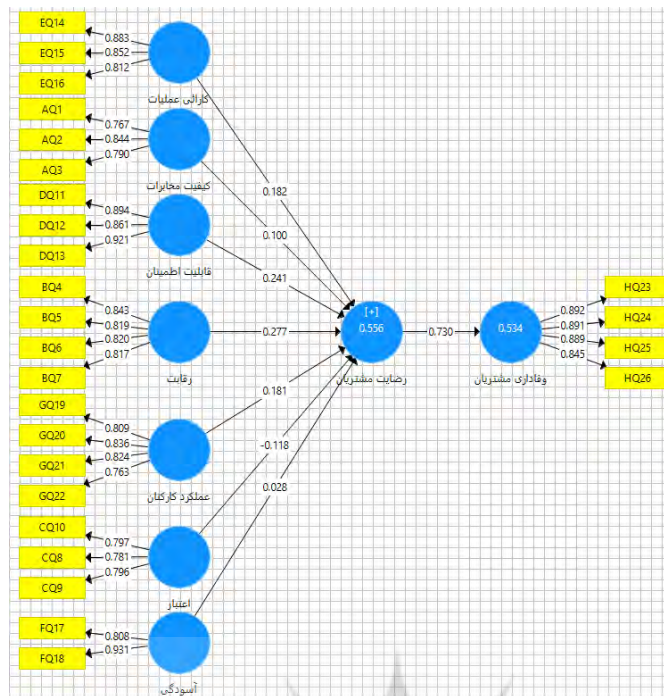 EQ14
0.883
EQ15
0.852
EQ16
0.812
کارائی عملیات
AQ1
0.767
AQ2
0.844
AQ3
0.790
کیفیت مخابرات
DQ11
0.894
DQ12
0.861
DQ13
0.921
قابلیت اطمینان
BQ4
0.843
BQ5
0.819
BQ6
0.820
BQ7
0.817
رقابت
GQ19
0.809
GQ20
0.836
GQ21
0.824
GQ22
0.763
عملکرد کارکنان
CQ10
0.797
CQ8
0.781
CQ9
0.796
اعتبار
FQ17
0.808
FQ18
0.931
آسودگی
0.182
0.100
0.241
0.277
0.181
-0.118
0.028
[+]
0.556
رضایت مشتریان
0.730
0.534
وفاداری مشتریان
HQ23
0.892
HQ24
0.891
HQ25
0.889
HQ26
0.845